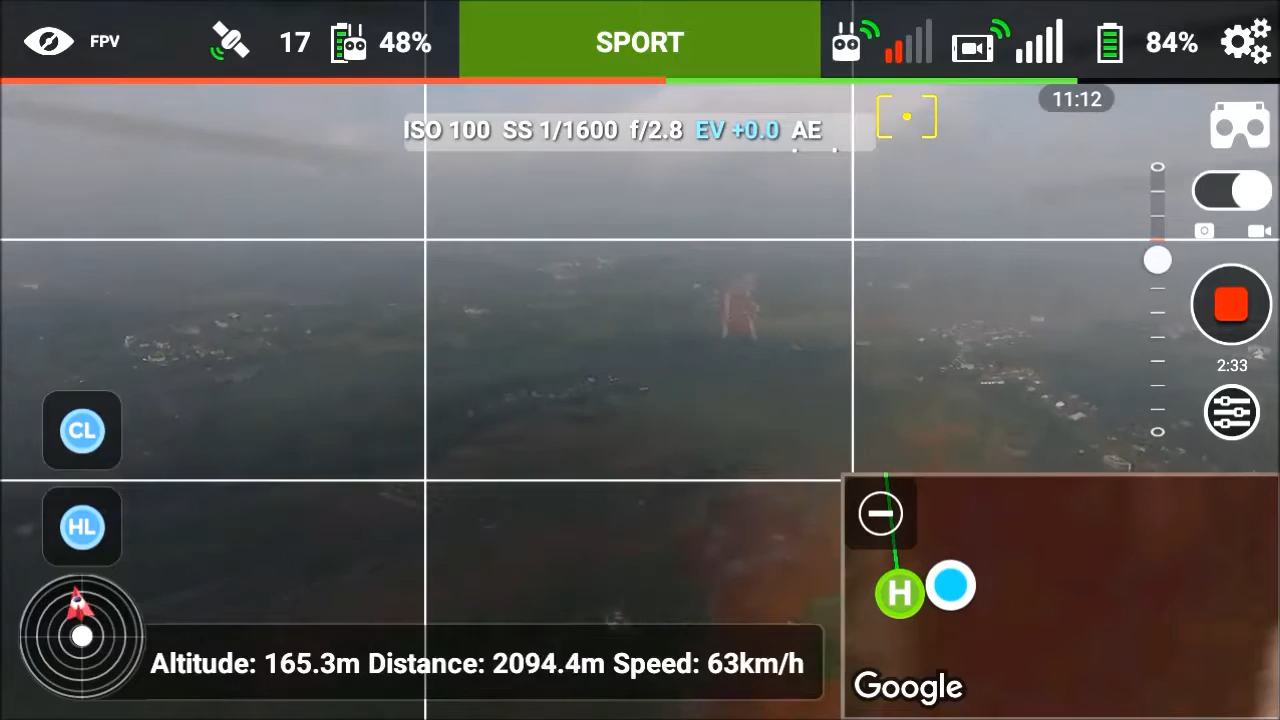 FPV 17 48% SPORT 84%
11:12
ISO 100 SS 1/1600 f/2.8 EV +0.0 AE
2:33
CL
HL
H
Altitude: 165.3m Distance: 2094.4m Speed: 63km/h
Google